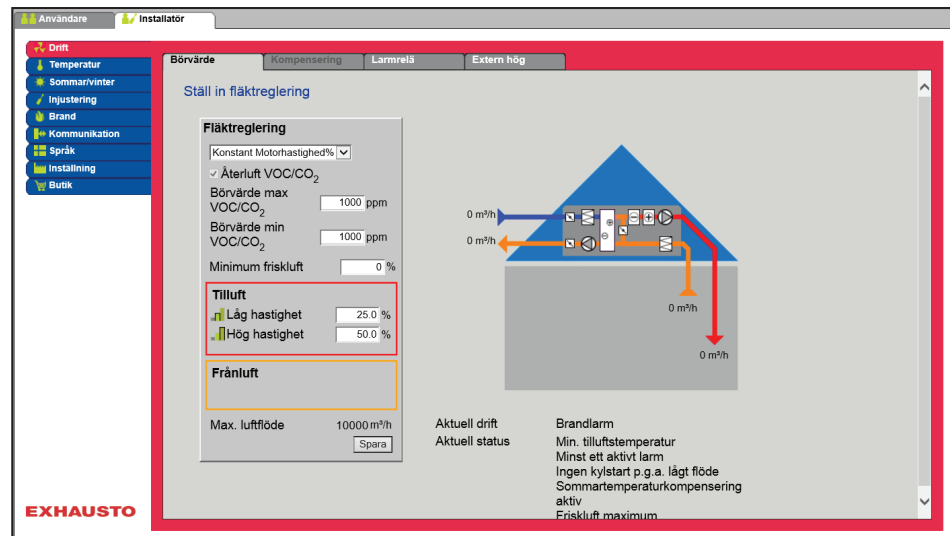 Användare
Installatör
Drift
Temperatur
Sommar/vinter
Injustering
Brand
Kommunikation
Språk
Inställning
Butik
EXHAUSTO
Börvärde
Kompensering
Larmrelä
Extern hög
Ställ in fläktreglering
Fläktreglering
Konstant Motorhastighed%
Återluft VOC/CO2
Börvärde max
VOC/CO2 1000 ppm
Börvärde min
VOC/CO2 1000 ppm
Minimum friskluft 0 %
Tilluft
Låg hastighet 25.0 %
Hög hastighet 50.0 %
Frånluft
Max. luftflöde 10000 m³/h
Spara
0 m³/h
0 m³/h
0 m³/h
0 m³/h
Aktuell drift Brandlarm
Aktuell status Min. tilluftstemperatur
Minst ett aktivt larm
Ingen kylstart p.g.a. lågt flöde
Sommartemperaturkompensering
aktiv
Friskluft maximum